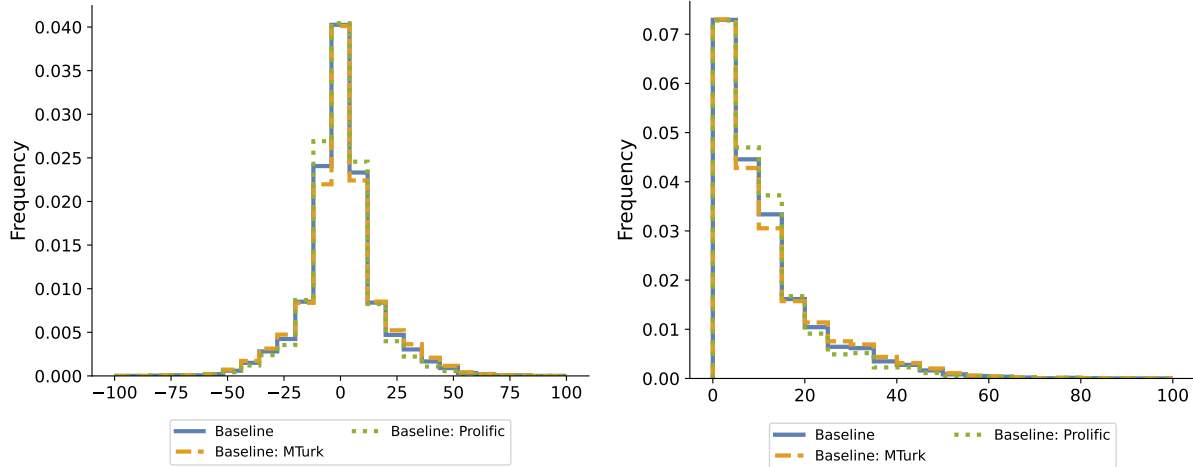 0.040
0.035
0.030
0.025
0.020
0.015
0.010
0.005
0.000
Frequency
−100 −75 −50 −25 0 25 50 75 100
Baseline
Baseline: MTurk
Baseline: Prolific
0.07
0.06
0.05
0.04
0.03
0.02
0.01
0.00
Frequency
0 20 40 60 80 100
Baseline
Baseline: MTurk
Baseline: Prolific